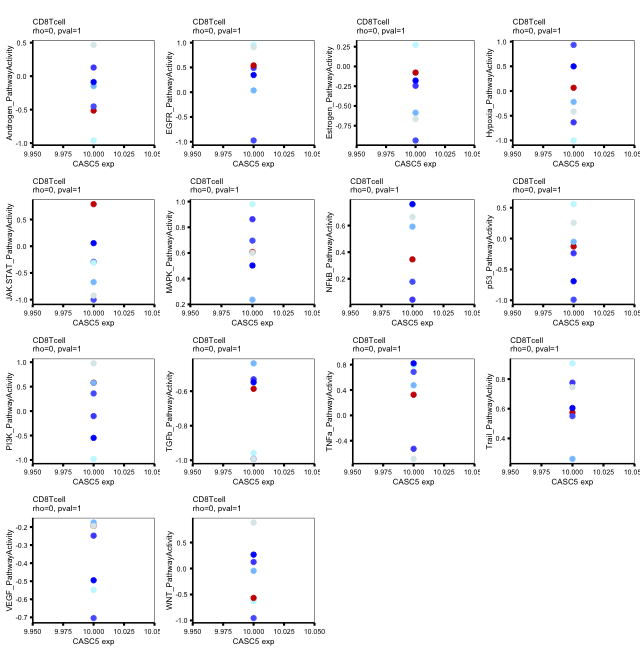 CD8Tcell
rho=0, pval=1
Androgen_PathwayActivity
0.5
0.0
-0.5
-1.0
9.950 9.975 10.000 10.025 10.05
CASC5 exp
CD8Tcell
rho=0, pval=1
EGFR_PathwayActivity
1.0
0.5
0.0
-0.5
-1.0
9.950 9.975 10.000 10.025 10.05
CASC5 exp
CD8Tcell
rho=0, pval=1
Estrogen_PathwayActivity
0.25
0.00
-0.25
-0.50
-0.75
9.950 9.975 10.000 10.025 10.05
CASC5 exp
CD8Tcell
rho=0, pval=1
Hypoxia_PathwayActivity
1.0
0.5
0.0
-0.5
-1.0
9.950 9.975 10.000 10.025 10.05
CASC5 exp
CD8Tcell
rho=0, pval=1
JAK.STAT_PathwayActivity
0.5
0.0
-0.5
-1.0
9.950 9.975 10.000 10.025 10.05
CASC5 exp
CD8Tcell
rho=0, pval=1
MAPK_PathwayActivity
1.0
0.8
0.6
0.4
0.2
9.950 9.975 10.000 10.025 10.05
CASC5 exp
CD8Tcell
rho=0, pval=1
NFkB_PathwayActivity
0.6
0.4
0.2
9.950 9.975 10.000 10.025 10.05
CASC5 exp
CD8Tcell
rho=0, pval=1
p53_PathwayActivity
0.5
0.0
-0.5
-1.0
9.950 9.975 10.000 10.025 10.05
CASC5 exp
CD8Tcell
rho=0, pval=1
PI3K_PathwayActivity
1.0
0.5
0.0
-0.5
-1.0
9.950 9.975 10.000 10.025 10.05
CASC5 exp
CD8Tcell
rho=0, pval=1
TGFb_PathwayActivity
-0.6
-0.8
-1.0
9.950 9.975 10.000 10.025 10.05
CASC5 exp
CD8Tcell
rho=0, pval=1
TNFa_PathwayActivity
0.8
0.4
0.0
-0.4
9.950 9.975 10.000 10.025 10.05
CASC5 exp
CD8Tcell
rho=0, pval=1
Trail_PathwayActivity
0.8
0.6
0.4
9.950 9.975 10.000 10.025 10.05
CASC5 exp
CD8Tcell
rho=0, pval=1
VEGF_PathwayActivity
-0.2
-0.3
-0.4
-0.5
-0.6
-0.7
9.950 9.975 10.000 10.025 10.05
CASC5 exp
CD8Tcell
rho=0, pval=1
WNT_PathwayActivity
1.0
0.5
0.0
-0.5
-1.0
9.950 9.975 10.000 10.025 10.050
CASC5 exp